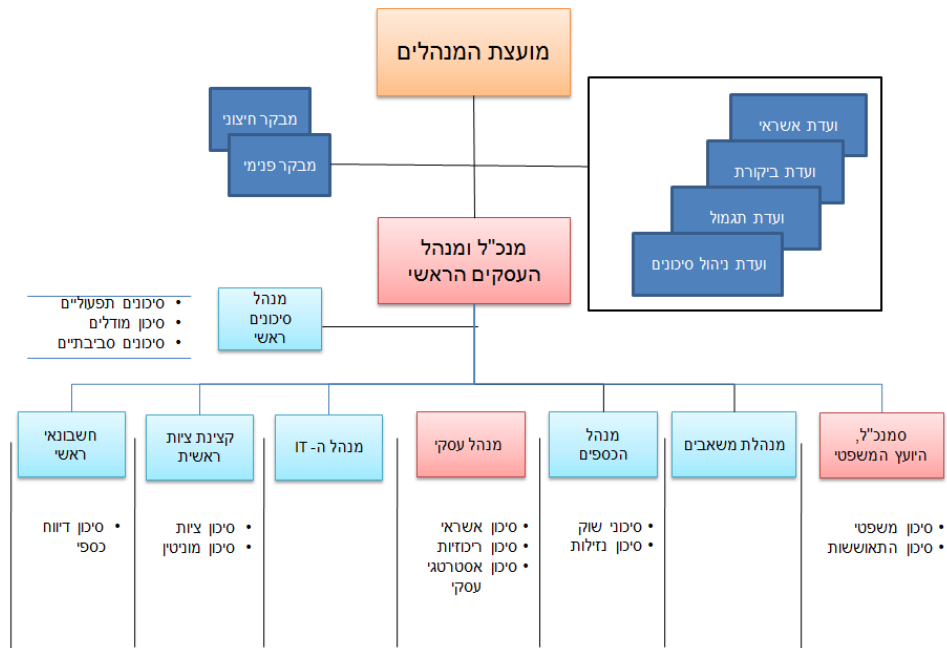 מועצת המנהלים
מבקר חיצוני
מבקר פנימי
ועדת אשראי
ועדת ביקורת
ועדת תגמול
ועדת ניהול סיכונים
מנכ"ל ומנהל
העסקים הראשי
מנהל
סיכונים
ראשי
• סיכונים תפעוליים
• סיכון מודלים
• סיכונים סביבתיים
סמנכ"ל,
היועץ המשפטי
מנהלת משאבים
מנהל
הכספים
מנהל עסקי
מנהל ה- IT
קצינת ציות
ראשית
חשבונאי
ראשי
• סיכון משפטי
• סיכון התאוששות
• סיכוני שוק
• סיכון נזילות
• סיכון אשראי
• סיכון ריכוזיות
• סיכון אסטרטגי
עסקי
• סיכון ציות
• סיכון מוניטין
• סיכון דיווח
כספי